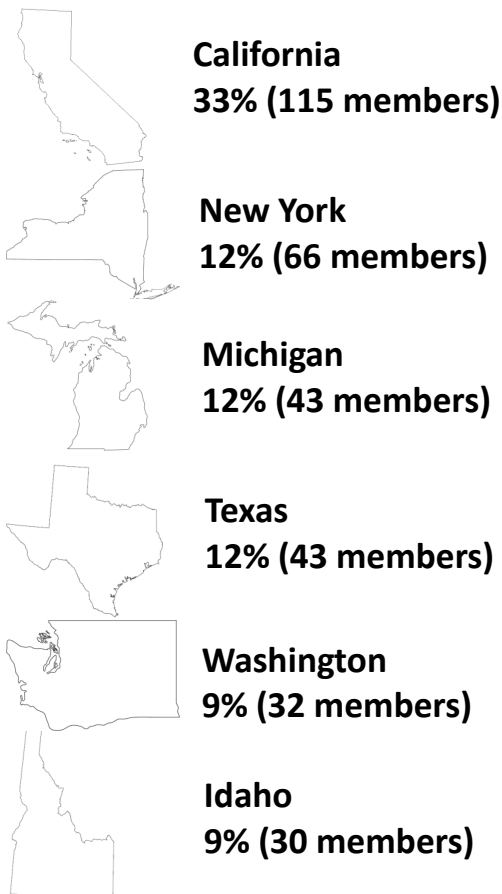 California
33% (115 members)
New York
12% (66 members)
Michigan
12% (43 members)
Texas
12% (43 members)
Washington
9% (32 members)
Idaho
9% (30 members)